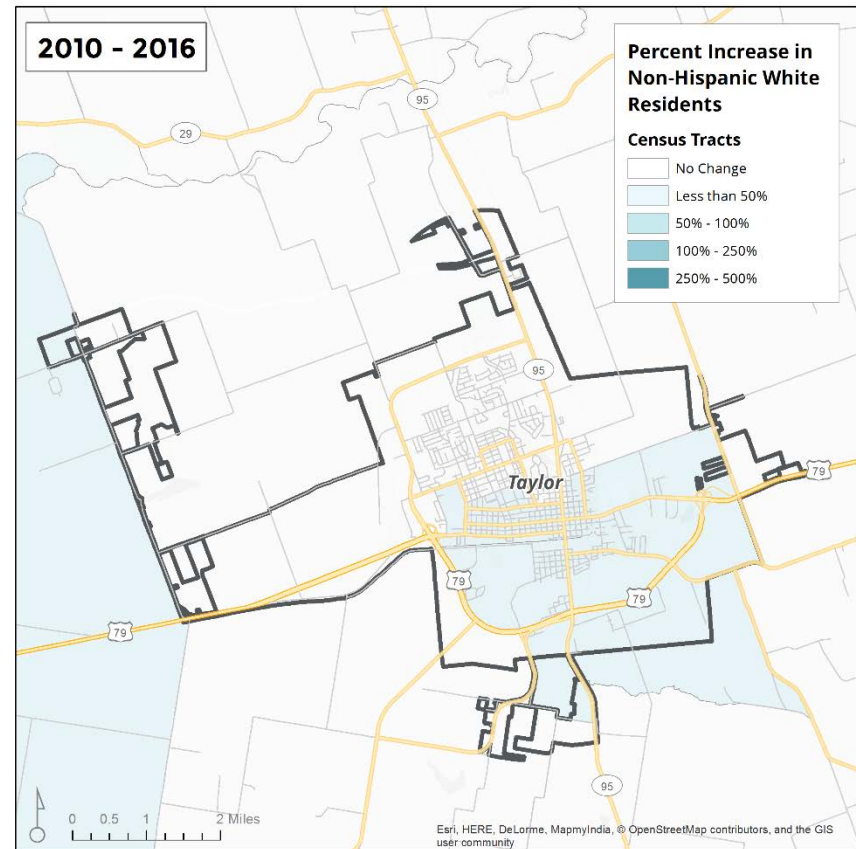 2010 - 2016
Percent Increase in
Non-Hispanic White
Residents
Census Tracts
No Change
Less than 50%
50% - 100%
100% - 250%
250% - 500%
95
29
95
Taylor
79
79
79
79
95
0 0.5 1 2 Miles
Esri, HERE, DeLorme, MapmyIndia, © OpenStreetMap contributors, and the GIS
user community